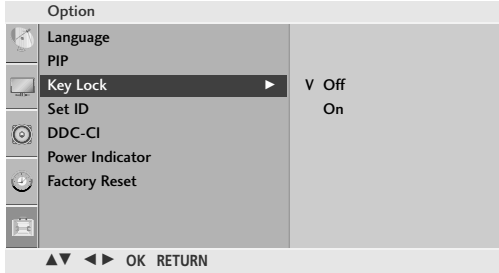 Option
Language
PIP
Key Lock ► V Off
Set ID On
DDC-CI
Power Indicator
Factory Reset
▲▼ ◄► OK RETURN